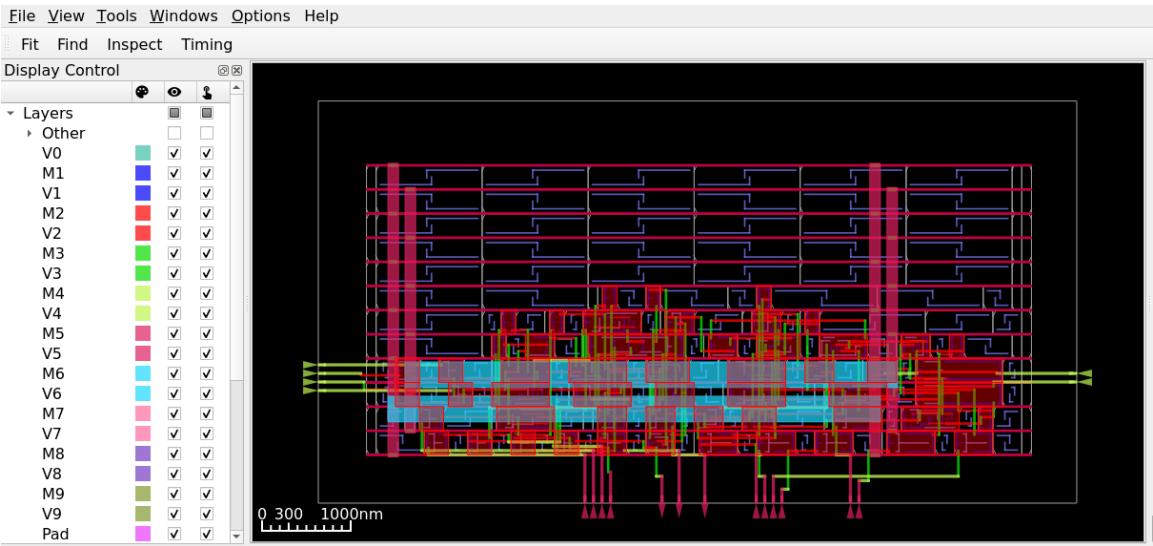 File View Tools Windows Options Help
Fit Find Inspect Timing
Display Control
Layers
Other
V0
M1
V1
M2
V2
M3
V3
M4
V4
M5
V5
M6
V6
M7
V7
M8
V8
M9
V9
Pad
0 300 1000nm